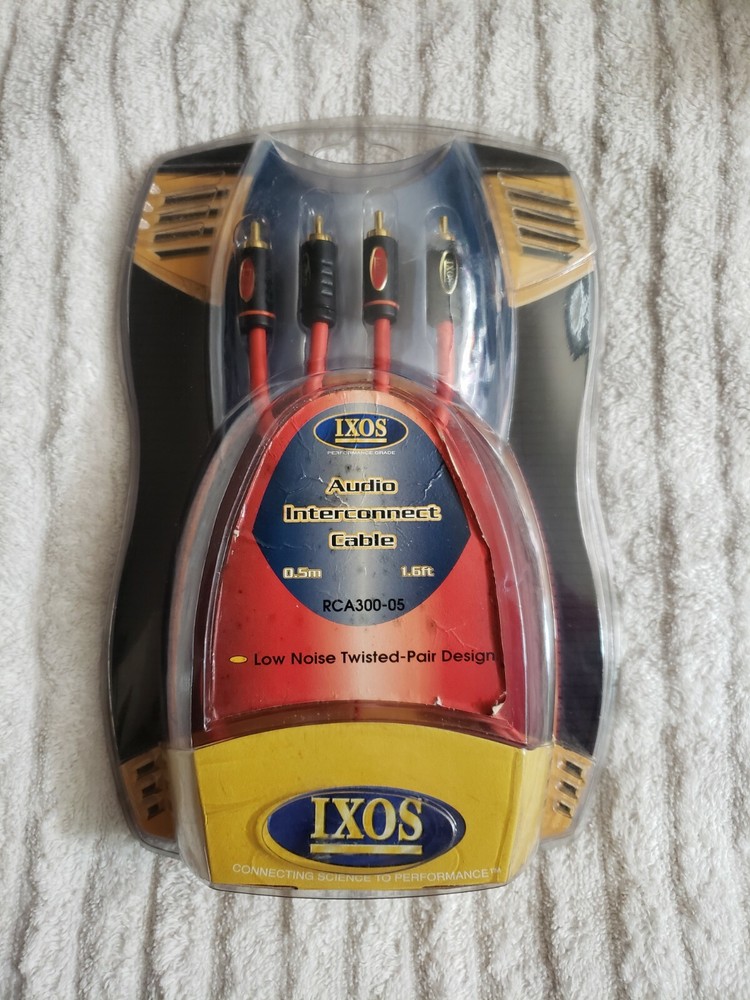 IXOS
IXOS
PERFORMANCE GRADE
Audio
Interconnect
Cable
0.5m 1.6ft
RCA300-05
Low Noise Twisted-Pair Design
IXOS
CONNECTING SCIENCE TO PERFORMANCE™